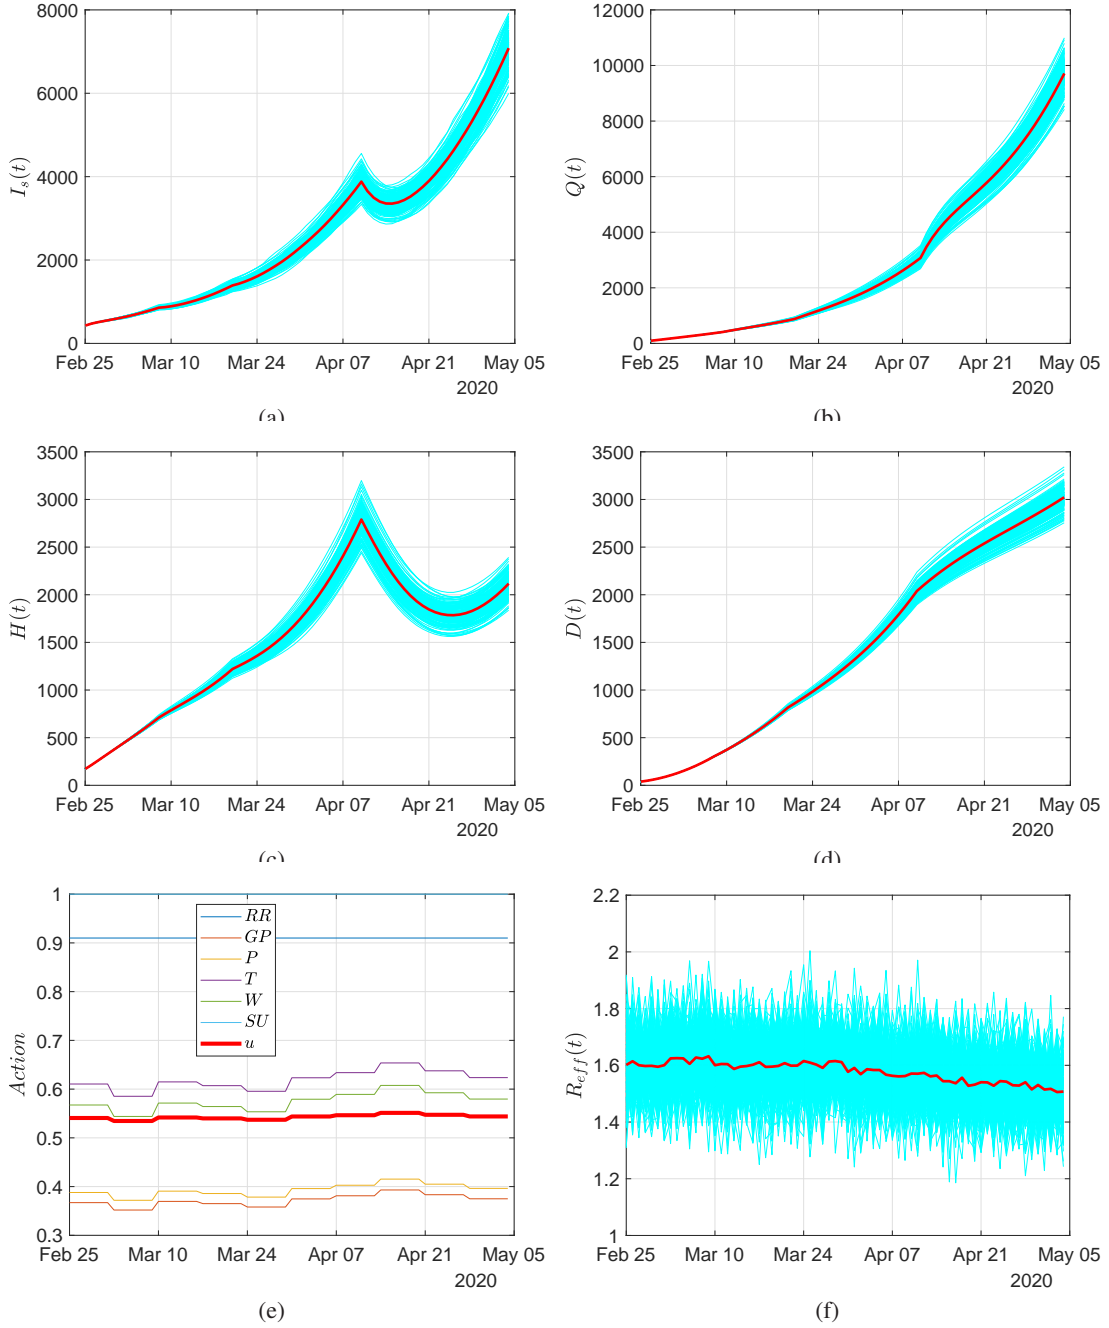 8000
6000
4000
2000
0
I_s(t)
Feb 25 Mar 10 Mar 24 Apr 07 Apr 21 May 05
2020
(a)
12000
10000
8000
6000
4000
2000
0
Q(t)
Feb 25 Mar 10 Mar 24 Apr 07 Apr 21 May 05
2020
(b)
3500
3000
2500
2000
1500
1000
500
0
H(t)
Feb 25 Mar 10 Mar 24 Apr 07 Apr 21 May 05
2020
(c)
3500
3000
2500
2000
1500
1000
500
0
D(t)
Feb 25 Mar 10 Mar 24 Apr 07 Apr 21 May 05
2020
(d)
1
0.9
0.8
0.7
0.6
0.5
0.4
0.3
Action
RR
GP
P
T
W
SU
u
Feb 25 Mar 10 Mar 24 Apr 07 Apr 21 May 05
2020
(e)
2.2
2
1.8
1.6
1.4
1.2
1
R_eff(t)
Feb 25 Mar 10 Mar 24 Apr 07 Apr 21 May 05
2020
(f)